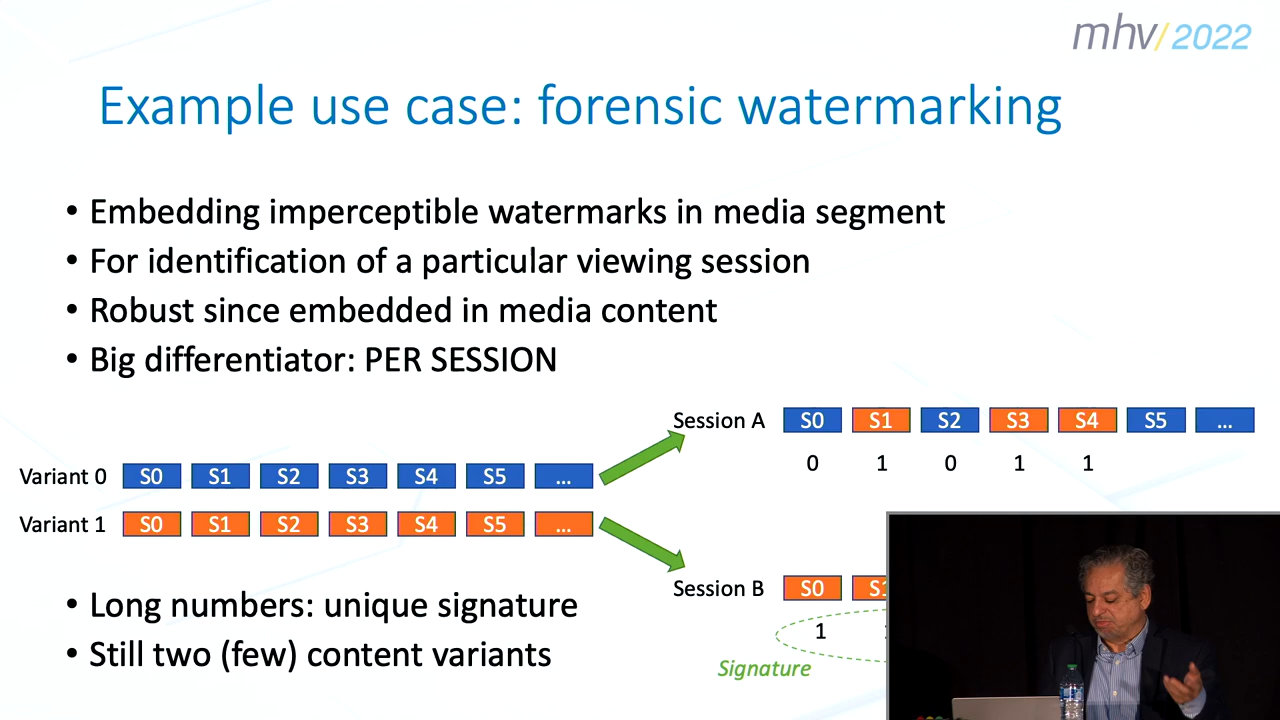 mhv/2022
Example use case: forensic watermarking
• Embedding imperceptible watermarks in media segment
• For identification of a particular viewing session
• Robust since embedded in media content
• Big differentiator: PER SESSION
Session A S0 S1 S2 S3 S4 S5 ...
0 1 0 1 1
Variant 0 S0 S1 S2 S3 S4 S5 ...
Variant 1 S0 S1 S2 S3 S4 S5 ...
Session B S0 S1
1
Signature
• Long numbers: unique signature
• Still two (few) content variants